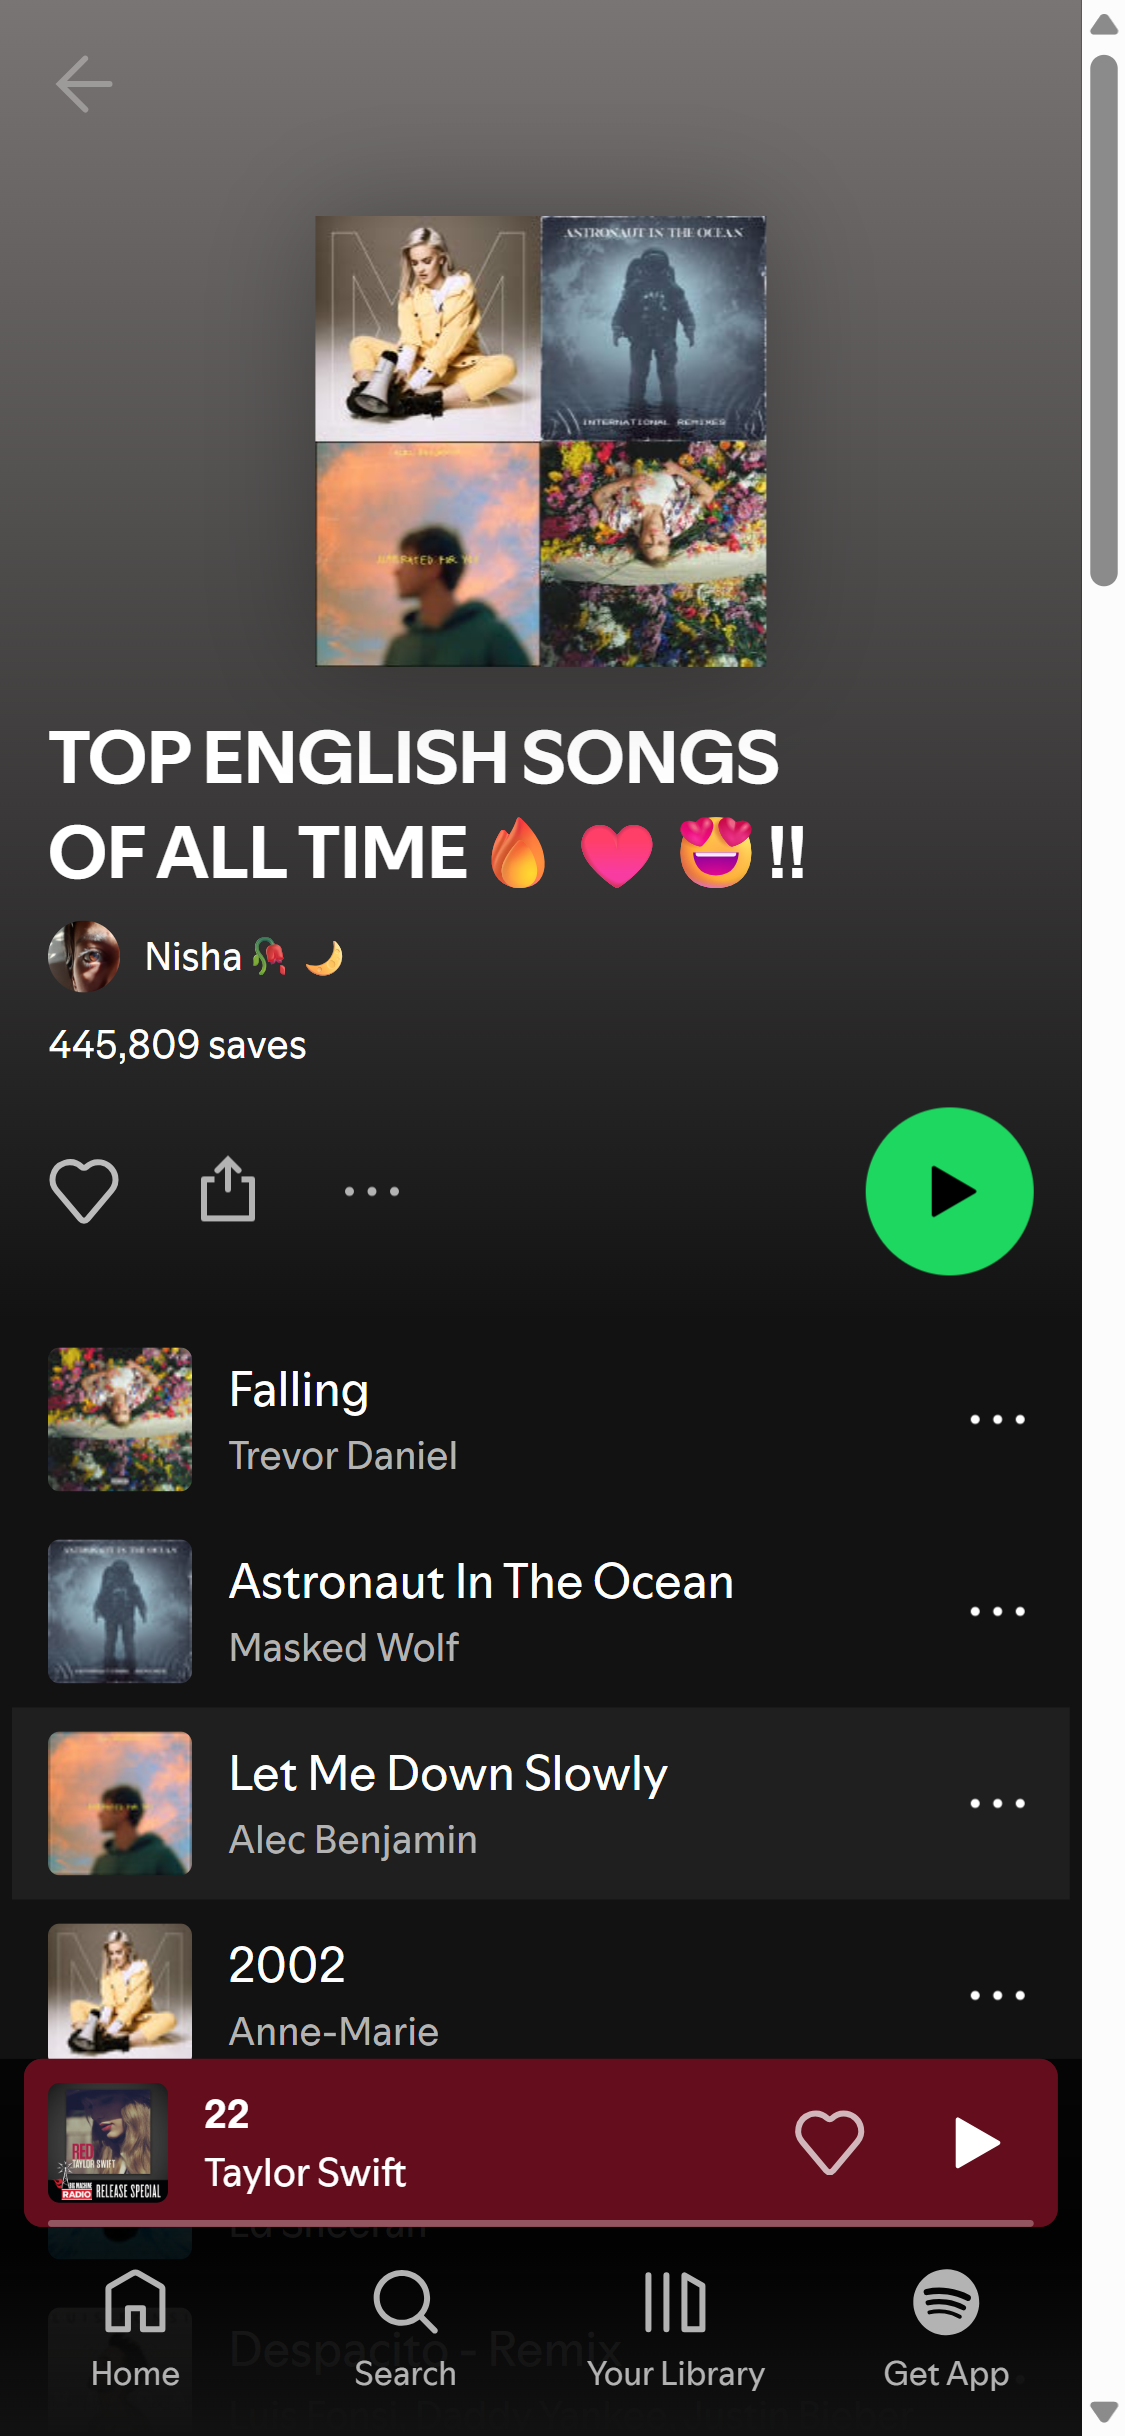 ASTRONAUT IN THE OCEAN
INTERNATIONAL REMIXES
TOP ENGLISH SONGS
OF ALL TIME 🔥 ❤️ 😍 !!
Nisha 🥀 🌙
445,809 saves
Falling
Trevor Daniel
Astronaut In The Ocean
Masked Wolf
Let Me Down Slowly
Alec Benjamin
2002
Anne-Marie
22
Taylor Swift
RED
TAYLOR SWIFT
RADIO RELEASE SPECIAL
Ed Sheeran
Despacito - Remix
Home
Search
Your Library
Get App